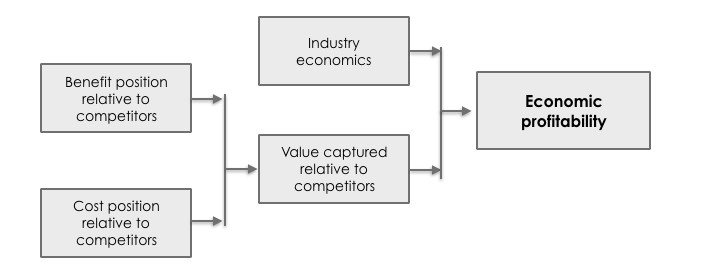 Industry
economics
Benefit position
relative to
competitors
Economic
profitability
Value captured
relative to
competitors
Cost position
relative to
competitors